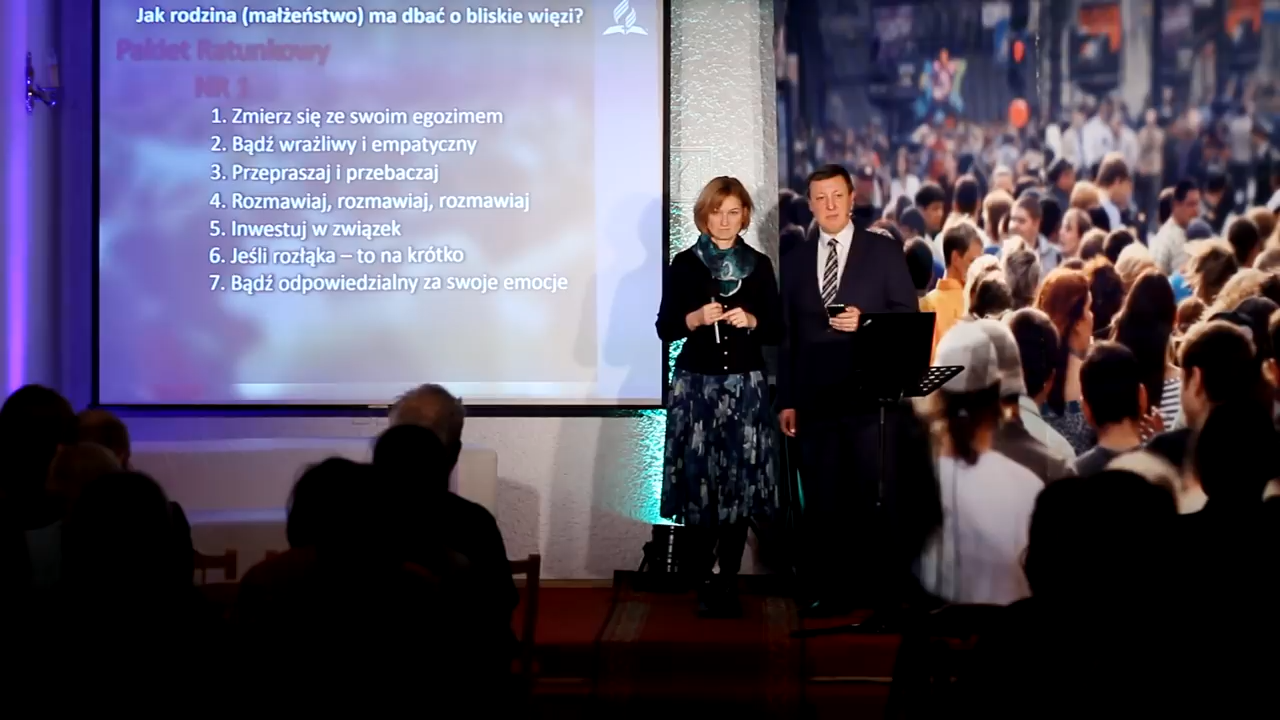 Jak rodzina (małżeństwo) ma dbać o bliskie więzi?
Pakiet Ratunkowy
NR 1
1. Zmierz się ze swoim egozimem
2. Bądź wrażliwy i empatyczny
3. Przepraszaj i przebaczaj
4. Rozmawiaj, rozmawiaj, rozmawiaj
5. Inwestuj w związek
6. Jeśli rozłąka – to na krótko
7. Bądź odpowiedzialny za swoje emocje